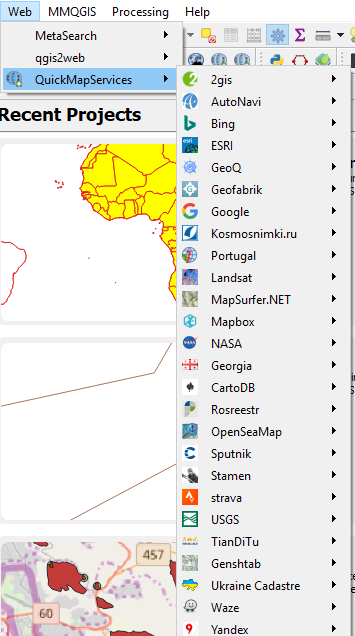 Web MMQGIS Processing Help
MetaSearch
qgis2web
QuickMapServices
Recent Projects
2gis
AutoNavi
Bing
esri ESRI
GeoQ
Geofabrik
Google
Kosmosnimki.ru
Portugal
Landsat
MapSurfer.NET
Mapbox
NASA
Georgia
CartoDB
Rosreestr
OpenSeaMap
Sputnik
Stamen
strava
USGS
TianDiTu
Genshtab
Ukraine Cadastre
Waze
Yandex
457
60